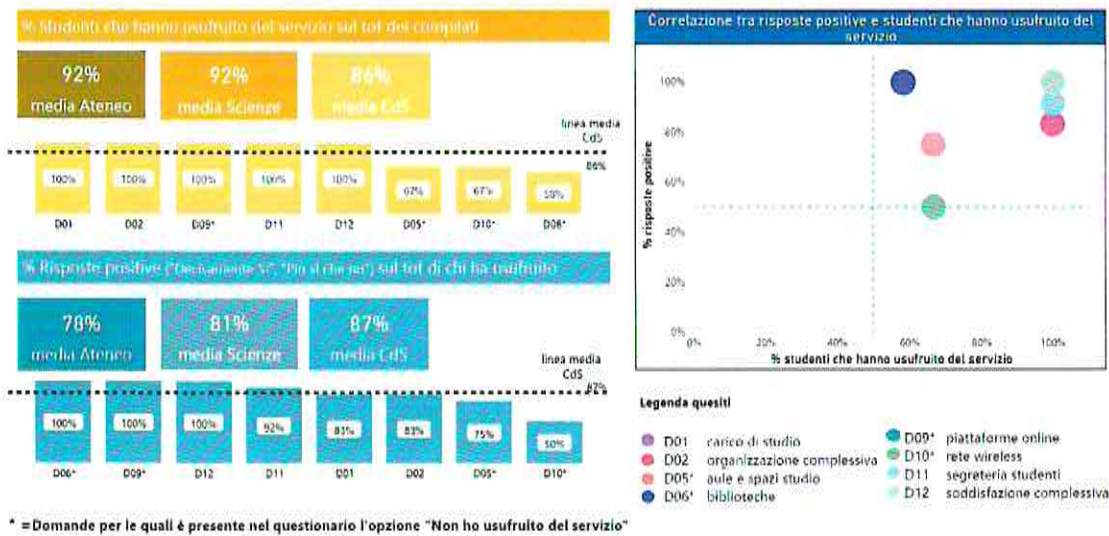 % Studenti che hanno usufruito del servizio sul tot dei compilati
92%
media Ateneo
92%
media Scienze
86%
media CdS
linea media
CdS
86%
100%
100%
100%
100%
100%
67%
67%
58%
D01
D02
D09*
D11
D12
D05*
D10*
D06*
% Risposte positive ("Decisamente Sì", "Più sì che no") sul tot di chi ha usufruito
78%
media Ateneo
81%
media Scienze
87%
media CdS
linea media
CdS
87%
100%
100%
100%
92%
83%
83%
75%
50%
D06*
D09*
D12
D11
D01
D02
D05*
D10*
* =Domande per le quali è presente nel questionario l'opzione "Non ho usufruito del servizio"
Correlazione fra risposte positive e studenti che hanno usufruito del
servizio
% risposte positive
100%
80%
60%
40%
20%
0%
0%
20%
40%
60%
80%
100%
% studenti che hanno usufruito del servizio
Legenda quesiti
D01 carico di studio
D02 organizzazione complessiva
D05* aule e spazi studio
D06* biblioteche
D09* piattaforme online
D10* rete wireless
D11 segreteria studenti
D12 soddisfazione complessiva